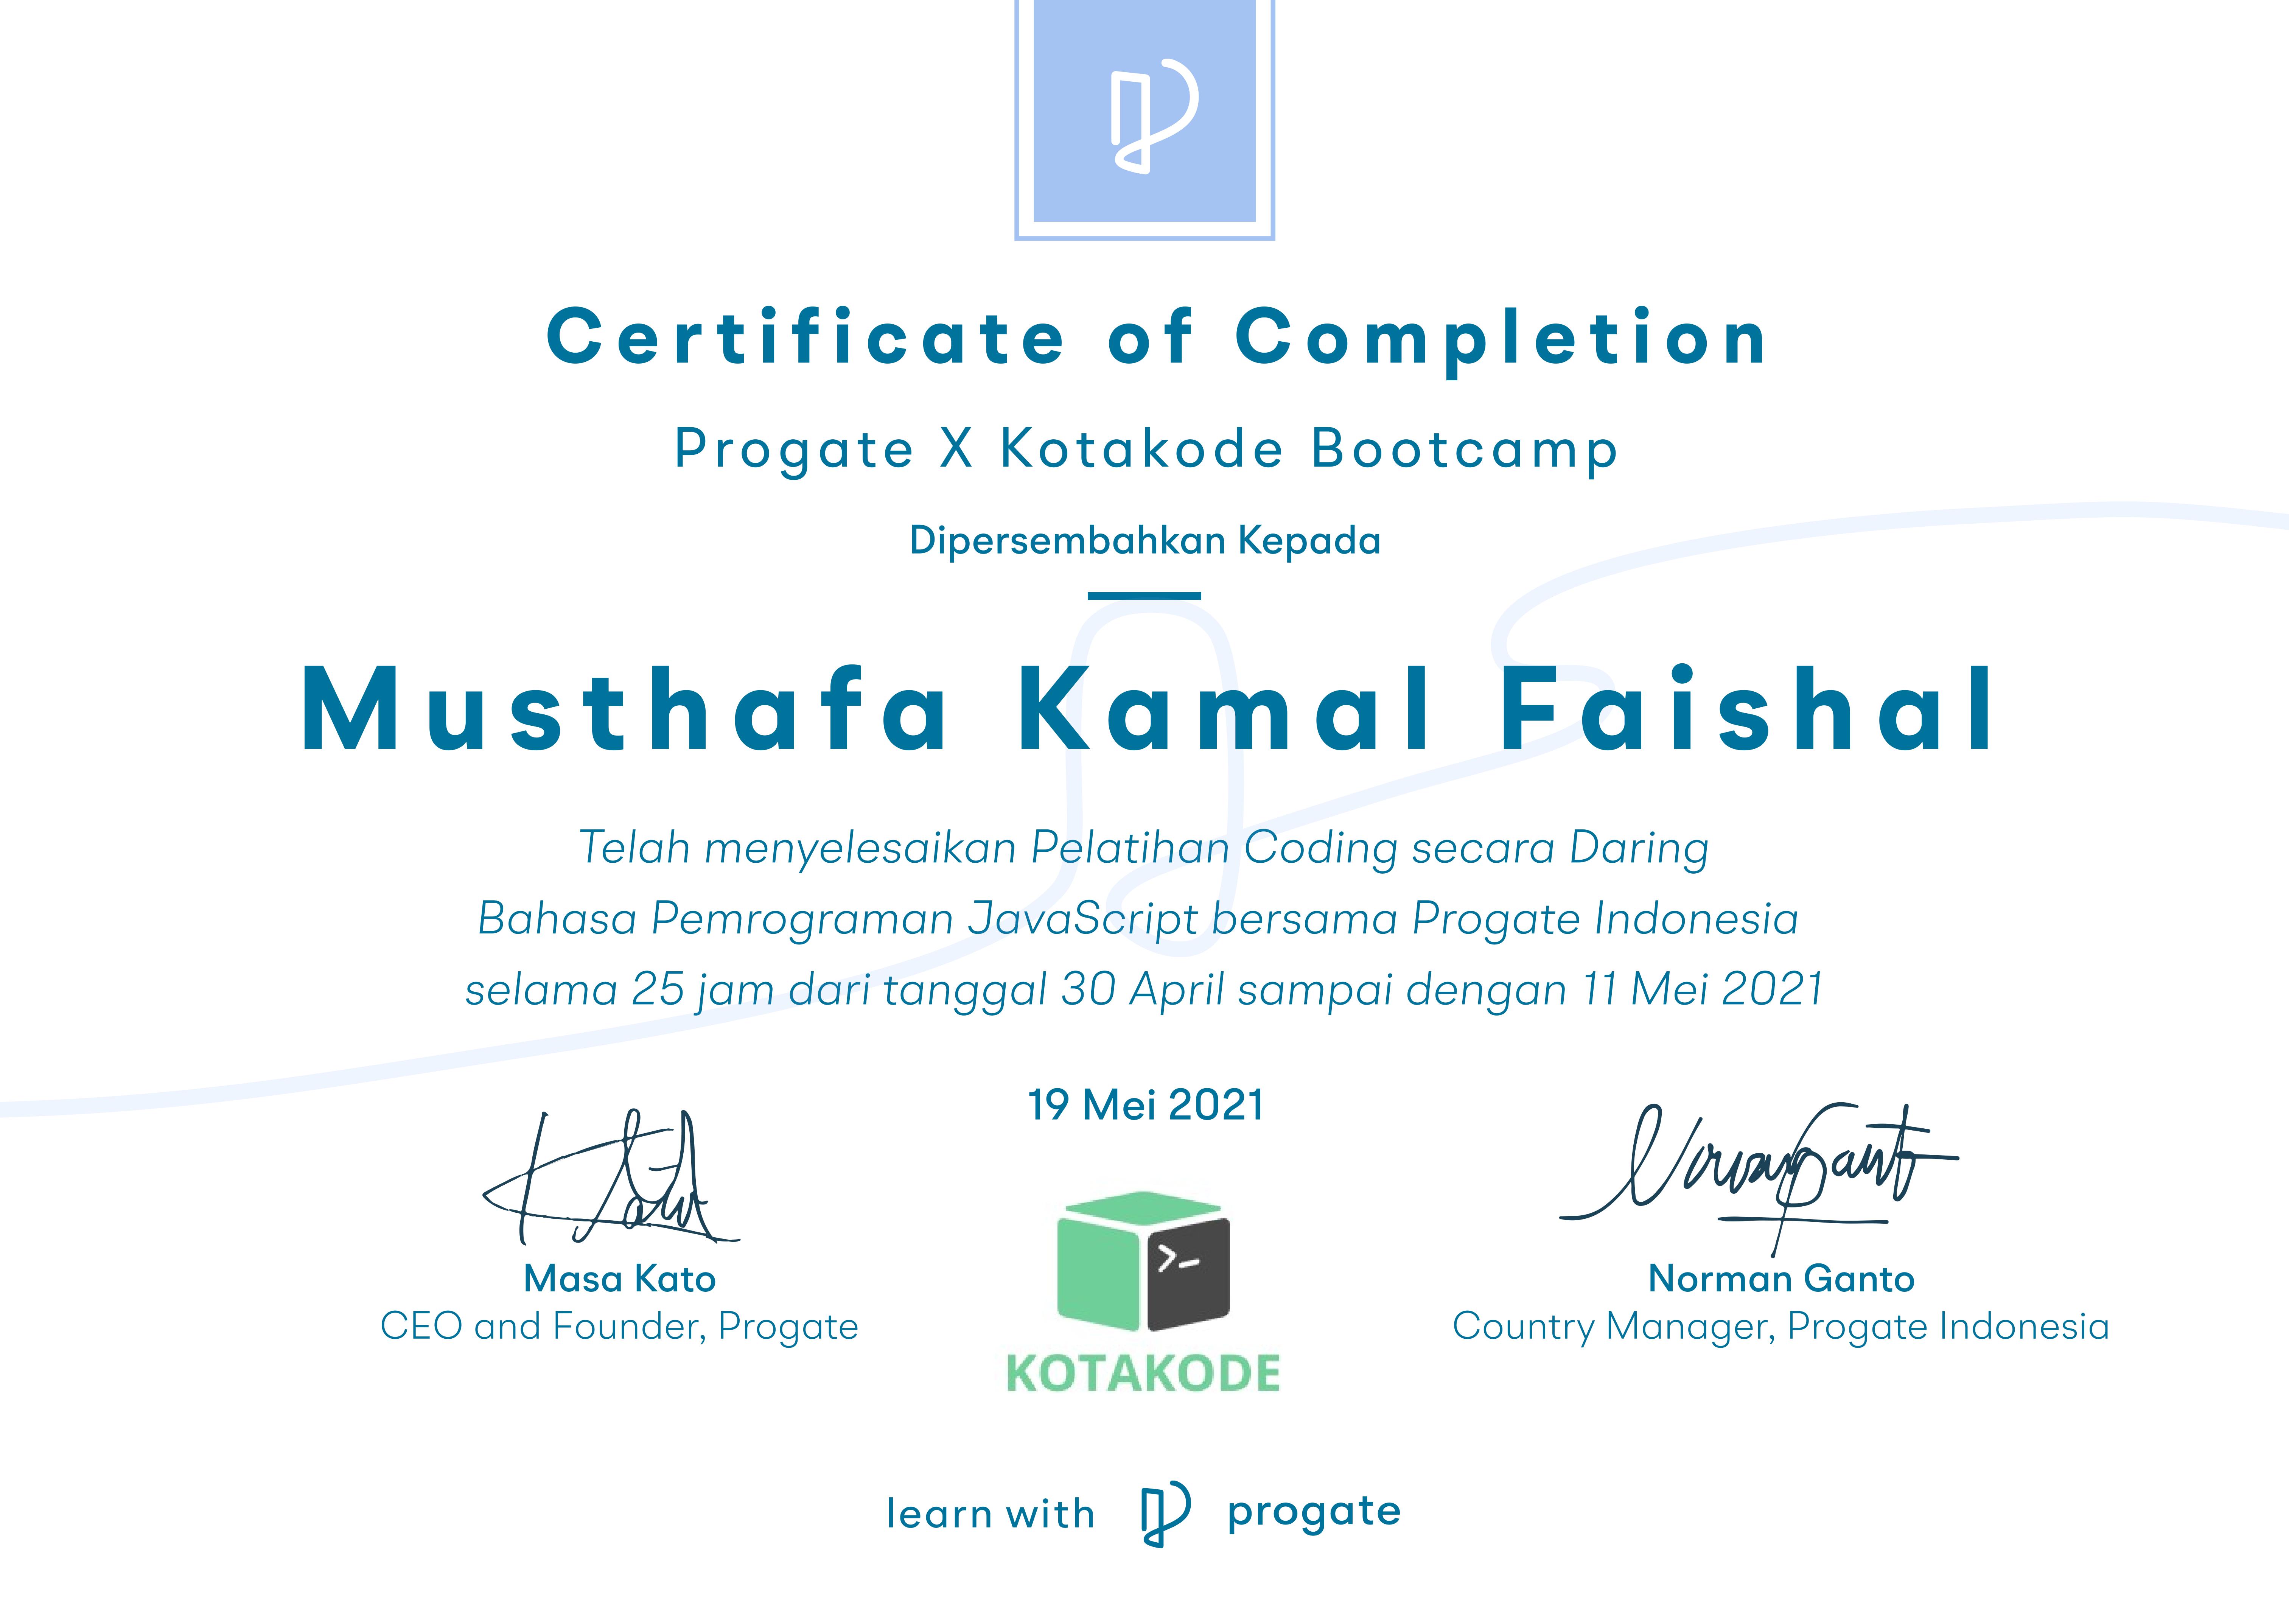 Certificate of Completion
Progate X Kotakode Bootcamp
Dipersembahkan Kepada
Musthafa Kamal Faishal
Telah menyelesaikan Pelatihan Coding secara Daring
Bahasa Pemrograman JavaScript bersama Progate Indonesia
selama 25 jam dari tanggal 30 April sampai dengan 11 Mei 2021
19 Mei 2021
Masa Kato
CEO and Founder, Progate
Norman Ganto
Country Manager, Progate Indonesia
KOTAKODE
learn with progate